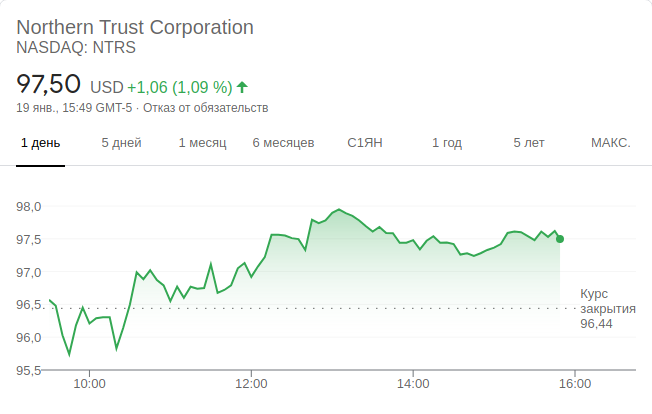 Northern Trust Corporation
NASDAQ: NTRS
97,50 USD +1,06 (1,09 %)
19 янв., 15:49 GMT-5 · Отказ от обязательств
1 день 5 дней 1 месяц 6 месяцев С1ЯН 1 год 5 лет МАКС.
98,0
97,5
97,0
96,5
96,0
95,5
Курс
закрытия
96,44
10:00 12:00 14:00 16:00